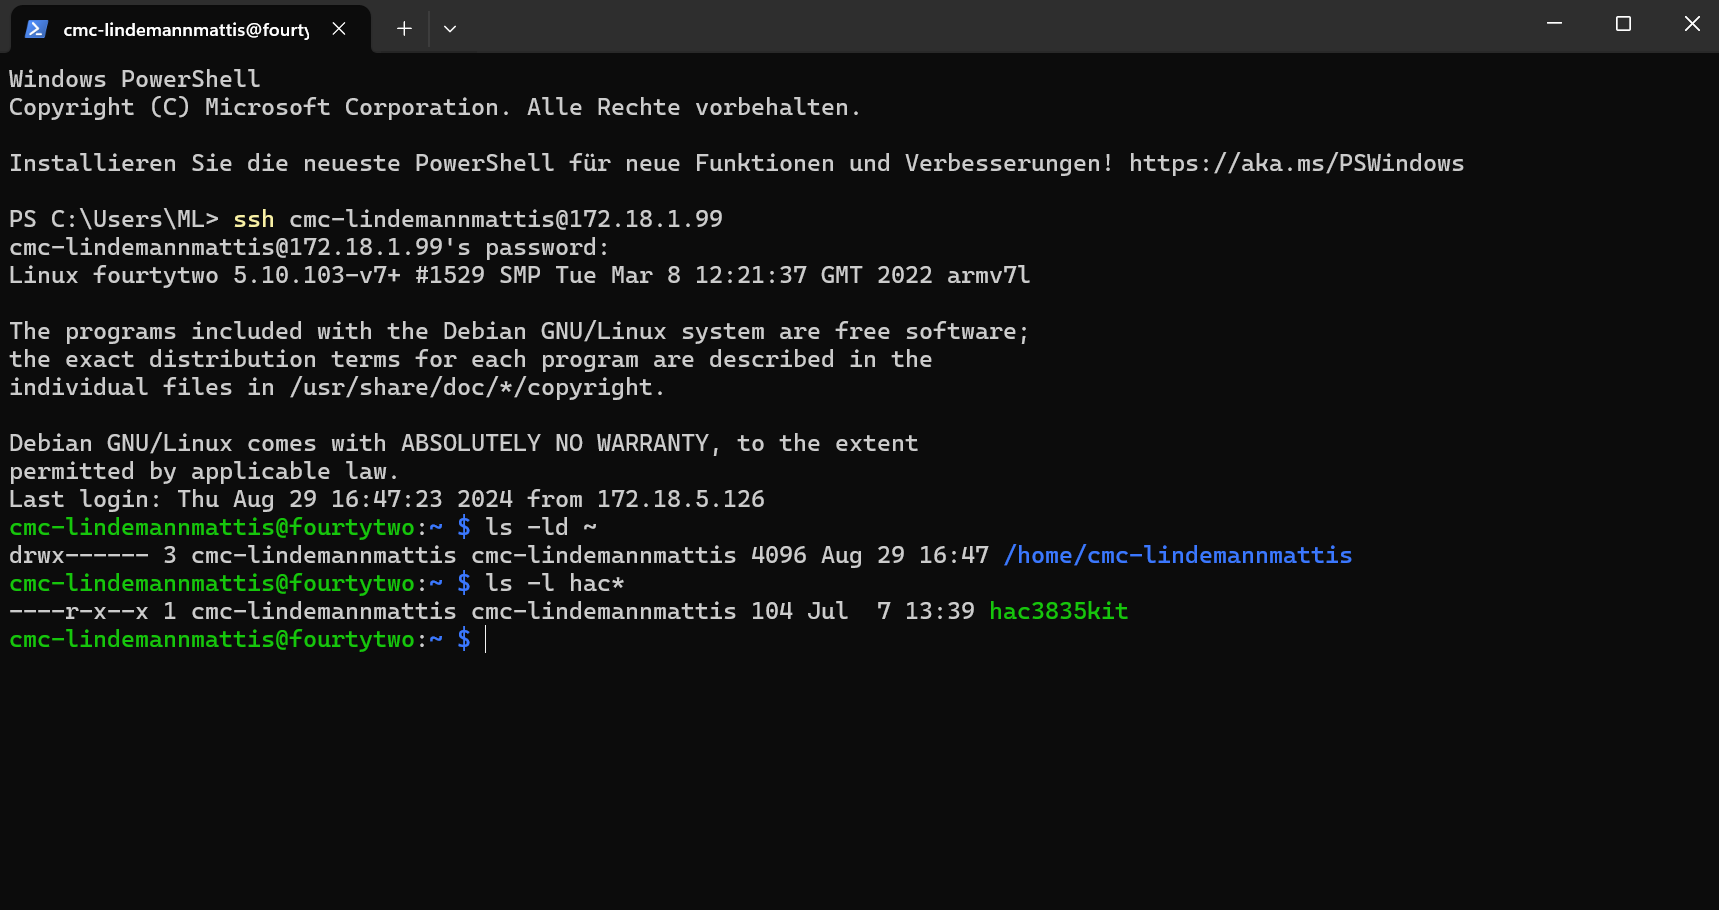 cmc-lindemannmattis@fourty
Windows PowerShell
Copyright (C) Microsoft Corporation. Alle Rechte vorbehalten.
Installieren Sie die neueste PowerShell für neue Funktionen und Verbesserungen! https://aka.ms/PSWindows
PS C:\Users\ML> ssh cmc-lindemannmattis@172.18.1.99
cmc-lindemannmattis@172.18.1.99's password:
Linux fourtytwo 5.10.103-v7+ #1529 SMP Tue Mar 8 12:21:37 GMT 2022 armv7l
The programs included with the Debian GNU/Linux system are free software;
the exact distribution terms for each program are described in the
individual files in /usr/share/doc/*/copyright.
Debian GNU/Linux comes with ABSOLUTELY NO WARRANTY, to the extent
permitted by applicable law.
Last login: Thu Aug 29 16:47:23 2024 from 172.18.5.126
cmc-lindemannmattis@fourtytwo:~ $ ls -ld ~
drwx------ 3 cmc-lindemannmattis cmc-lindemannmattis 4096 Aug 29 16:47 /home/cmc-lindemannmattis
cmc-lindemannmattis@fourtytwo:~ $ ls -l hac*
----r-x--x 1 cmc-lindemannmattis cmc-lindemannmattis 104 Jul  7 13:39 hac3835kit
cmc-lindemannmattis@fourtytwo:~ $